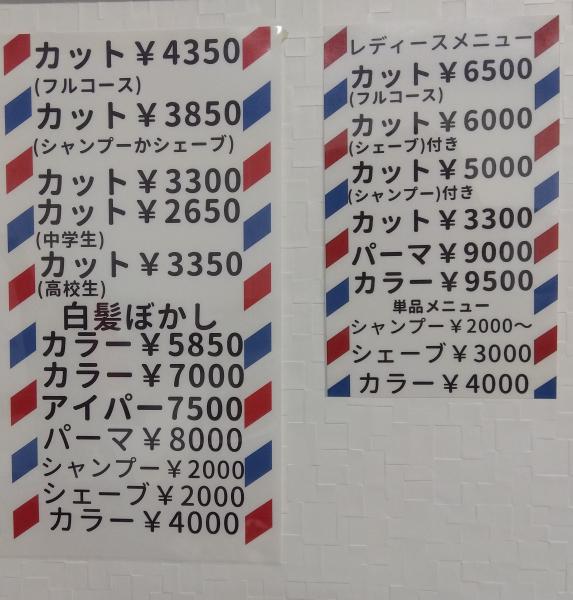 カット￥4350
(フルコース)
カット￥3850
(シャンプーかシェーブ)
カット￥3300
カット￥2650
(中学生)
カット￥3350
(高校生)
白髪ぼかし
カラー￥5850
カラー￥7000
アイパー7500
パーマ￥8000
シャンプー￥2000
シェーブ￥2000
カラー￥4000
レディースメニュー
カット￥6500
(フルコース)
カット￥6000
(シェーブ)付き
カット￥5000
(シャンプー)付き
カット￥3300
パーマ￥9000
カラー￥9500
単品メニュー
シャンプー￥2000～
シェーブ￥3000
カラー￥4000